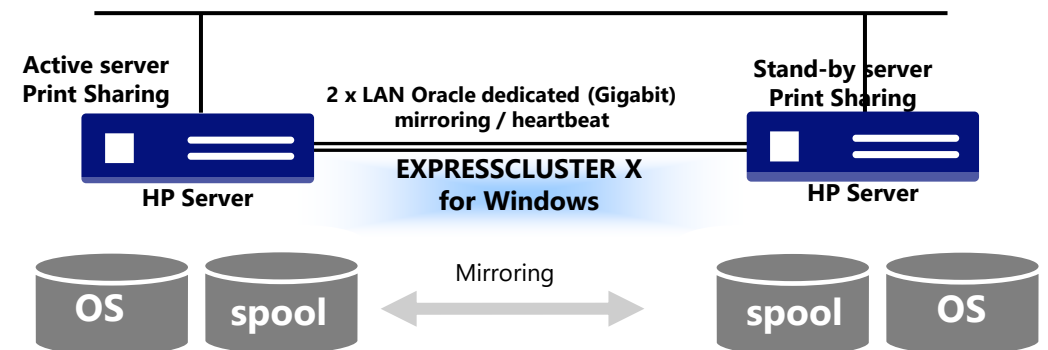 Active server
Print Sharing
2 x LAN Oracle dedicated (Gigabit)
mirroring / heartbeat
Stand-by server
Print Sharing
EXPRESSCLUSTER X
for Windows
HP Server
HP Server
Mirroring
OS
spool
spool
OS